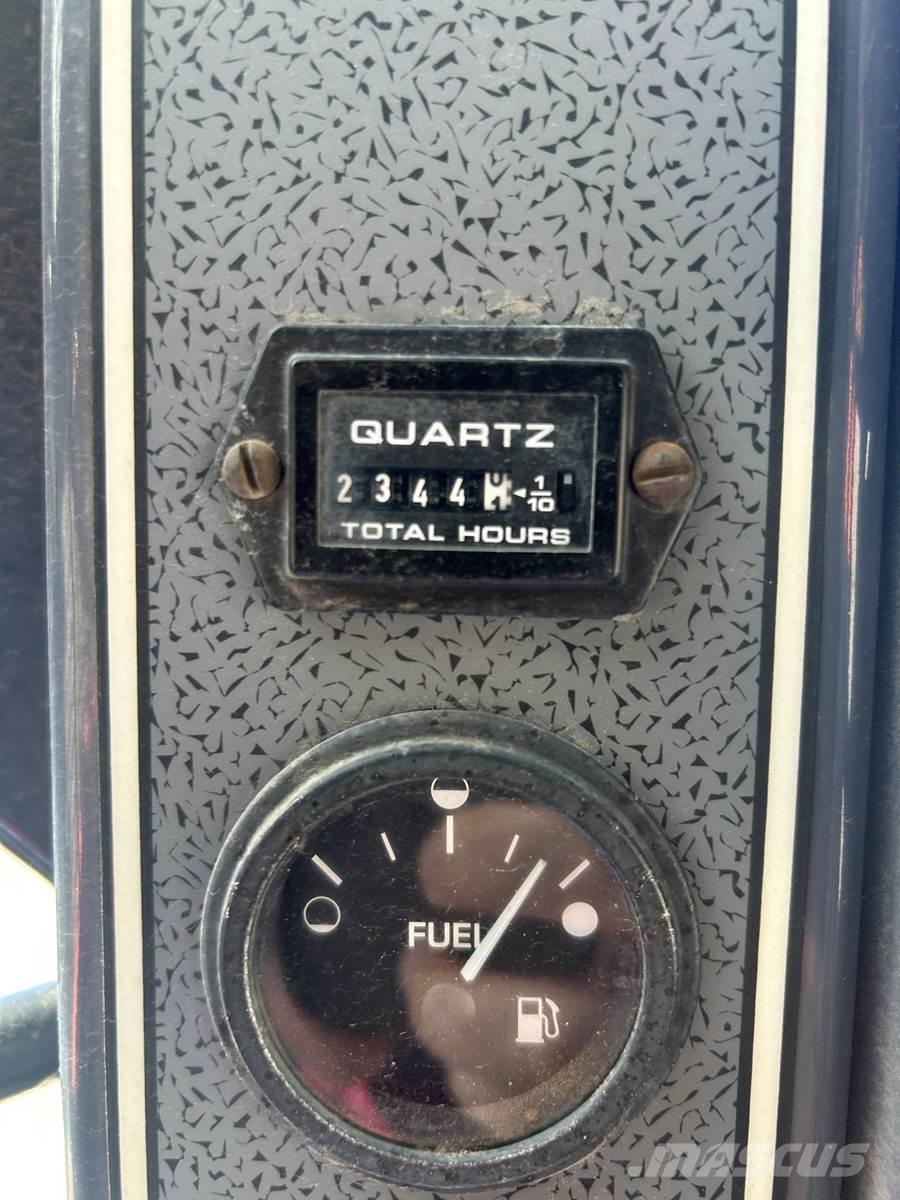 QUARTZ
2344 1/10
TOTAL HOURS
FUEL
MASCUS